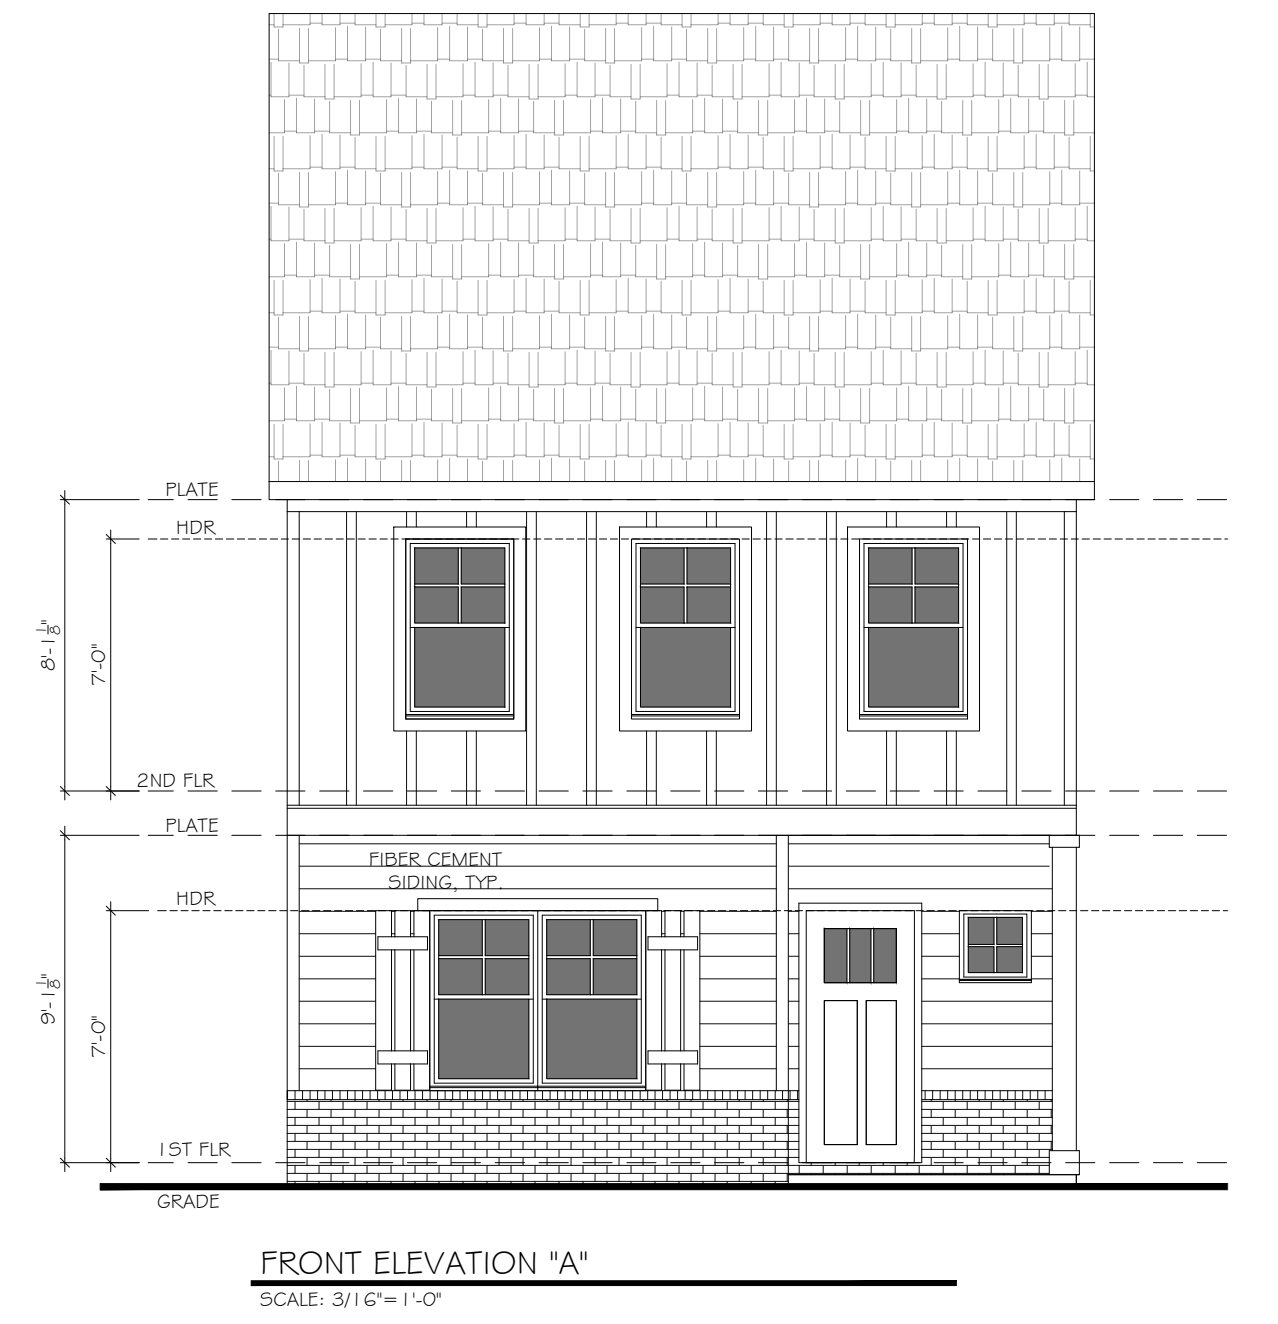 PLATE
HDR
8'-1 1/8"
7'-0"
2ND FLR
PLATE
FIBER CEMENT
SIDING, TYP.
HDR
9'-1 1/8"
7'-0"
1ST FLR
GRADE
FRONT ELEVATION "A"
SCALE: 3/16"=1'-0"